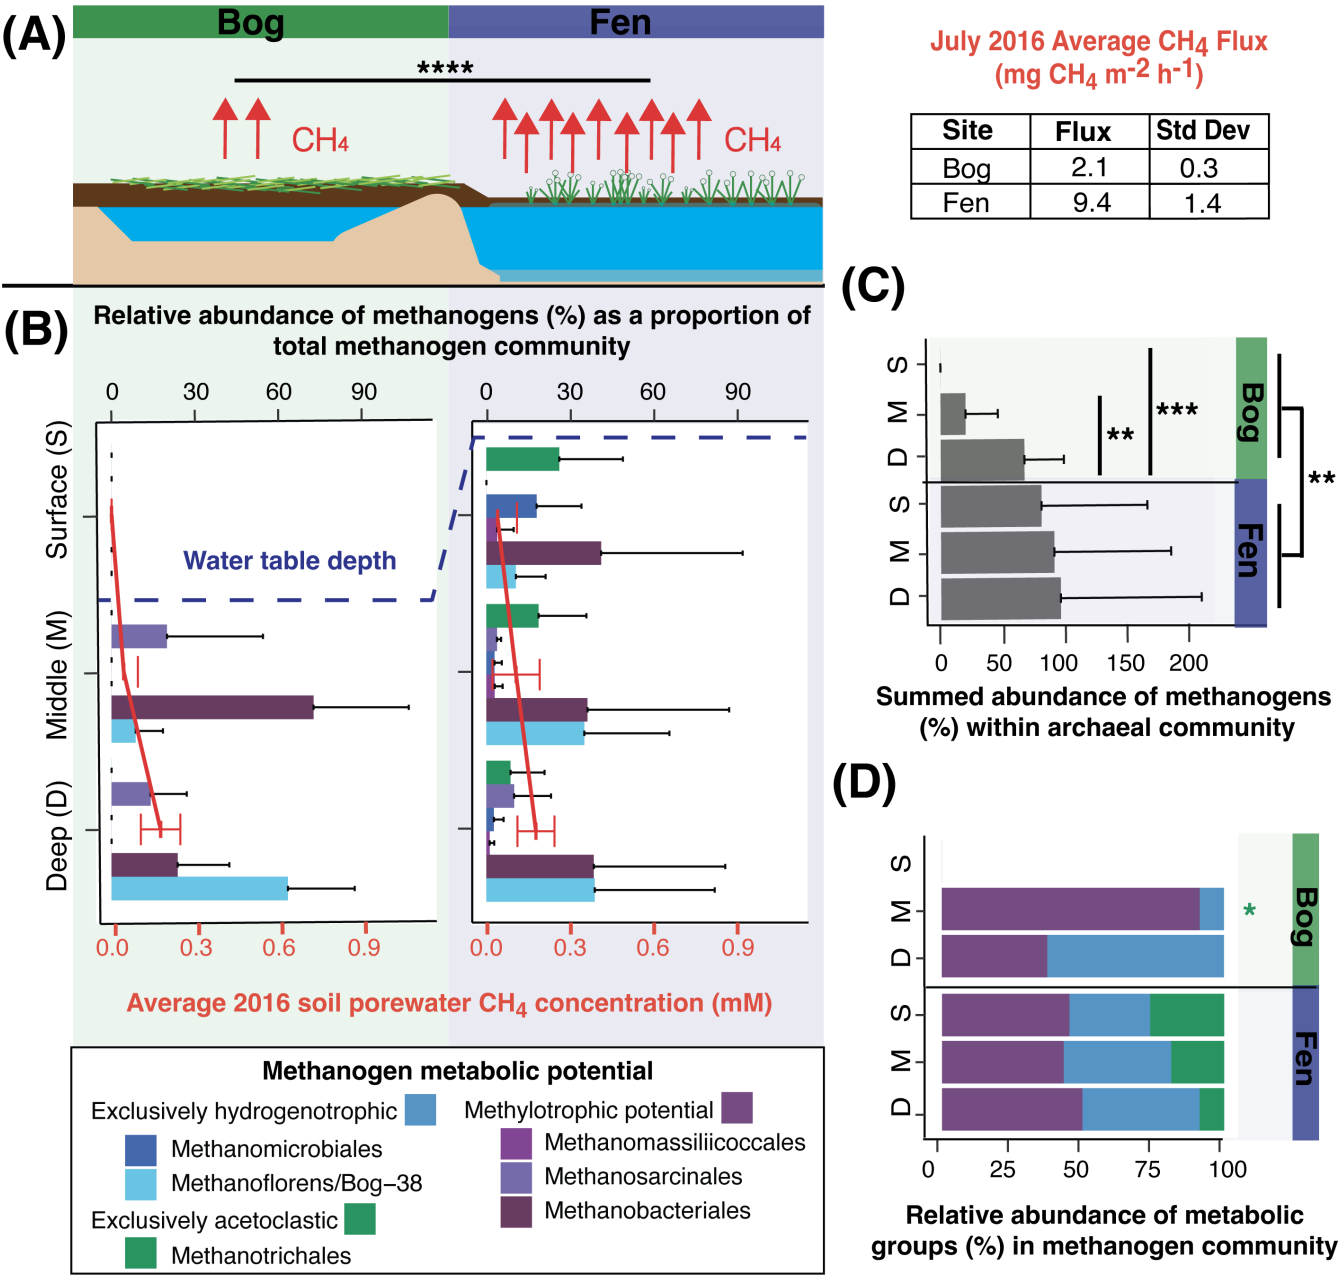 (A)
Bog
Fen
****
CH4
CH4
July 2016 Average CH4 Flux
(mg CH4 m-2 h-1)
Site Flux Std Dev
Bog 2.1 0.3
Fen 9.4 1.4
(B)
Relative abundance of methanogens (%) as a proportion of
total methanogen community
0 30 60 90
0 30 60 90
Surface (S)
Middle (M)
Deep (D)
Water table depth
0.0 0.3 0.6 0.9
0.0 0.3 0.6 0.9
Average 2016 soil porewater CH4 concentration (mM)
Methanogen metabolic potential
Exclusively hydrogenotrophic
Methanomicrobiales
Methanoflorens/Bog–38
Exclusively acetoclastic
Methanotrichales
Methylotrophic potential
Methanomassiliicoccales
Methanosarcinales
Methanobacteriales
(C)
S
M
D
S
M
D
**
***
Bog
Fen
**
0 50 100 150 200
Summed abundance of methanogens
(%) within archaeal community
(D)
S
M
D
S
M
D
*
Bog
Fen
0 25 50 75 100
Relative abundance of metabolic
groups (%) in methanogen community